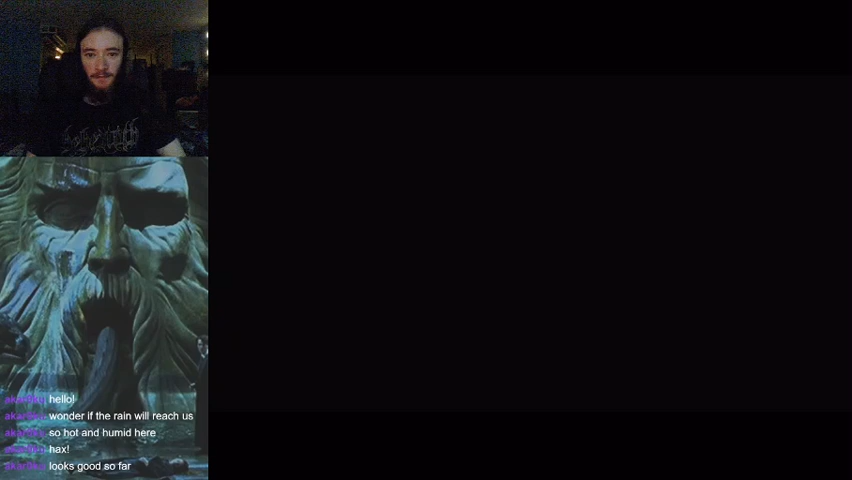 hello!
wonder if the rain will reach us
so hot and humid here
hax!
looks good so far